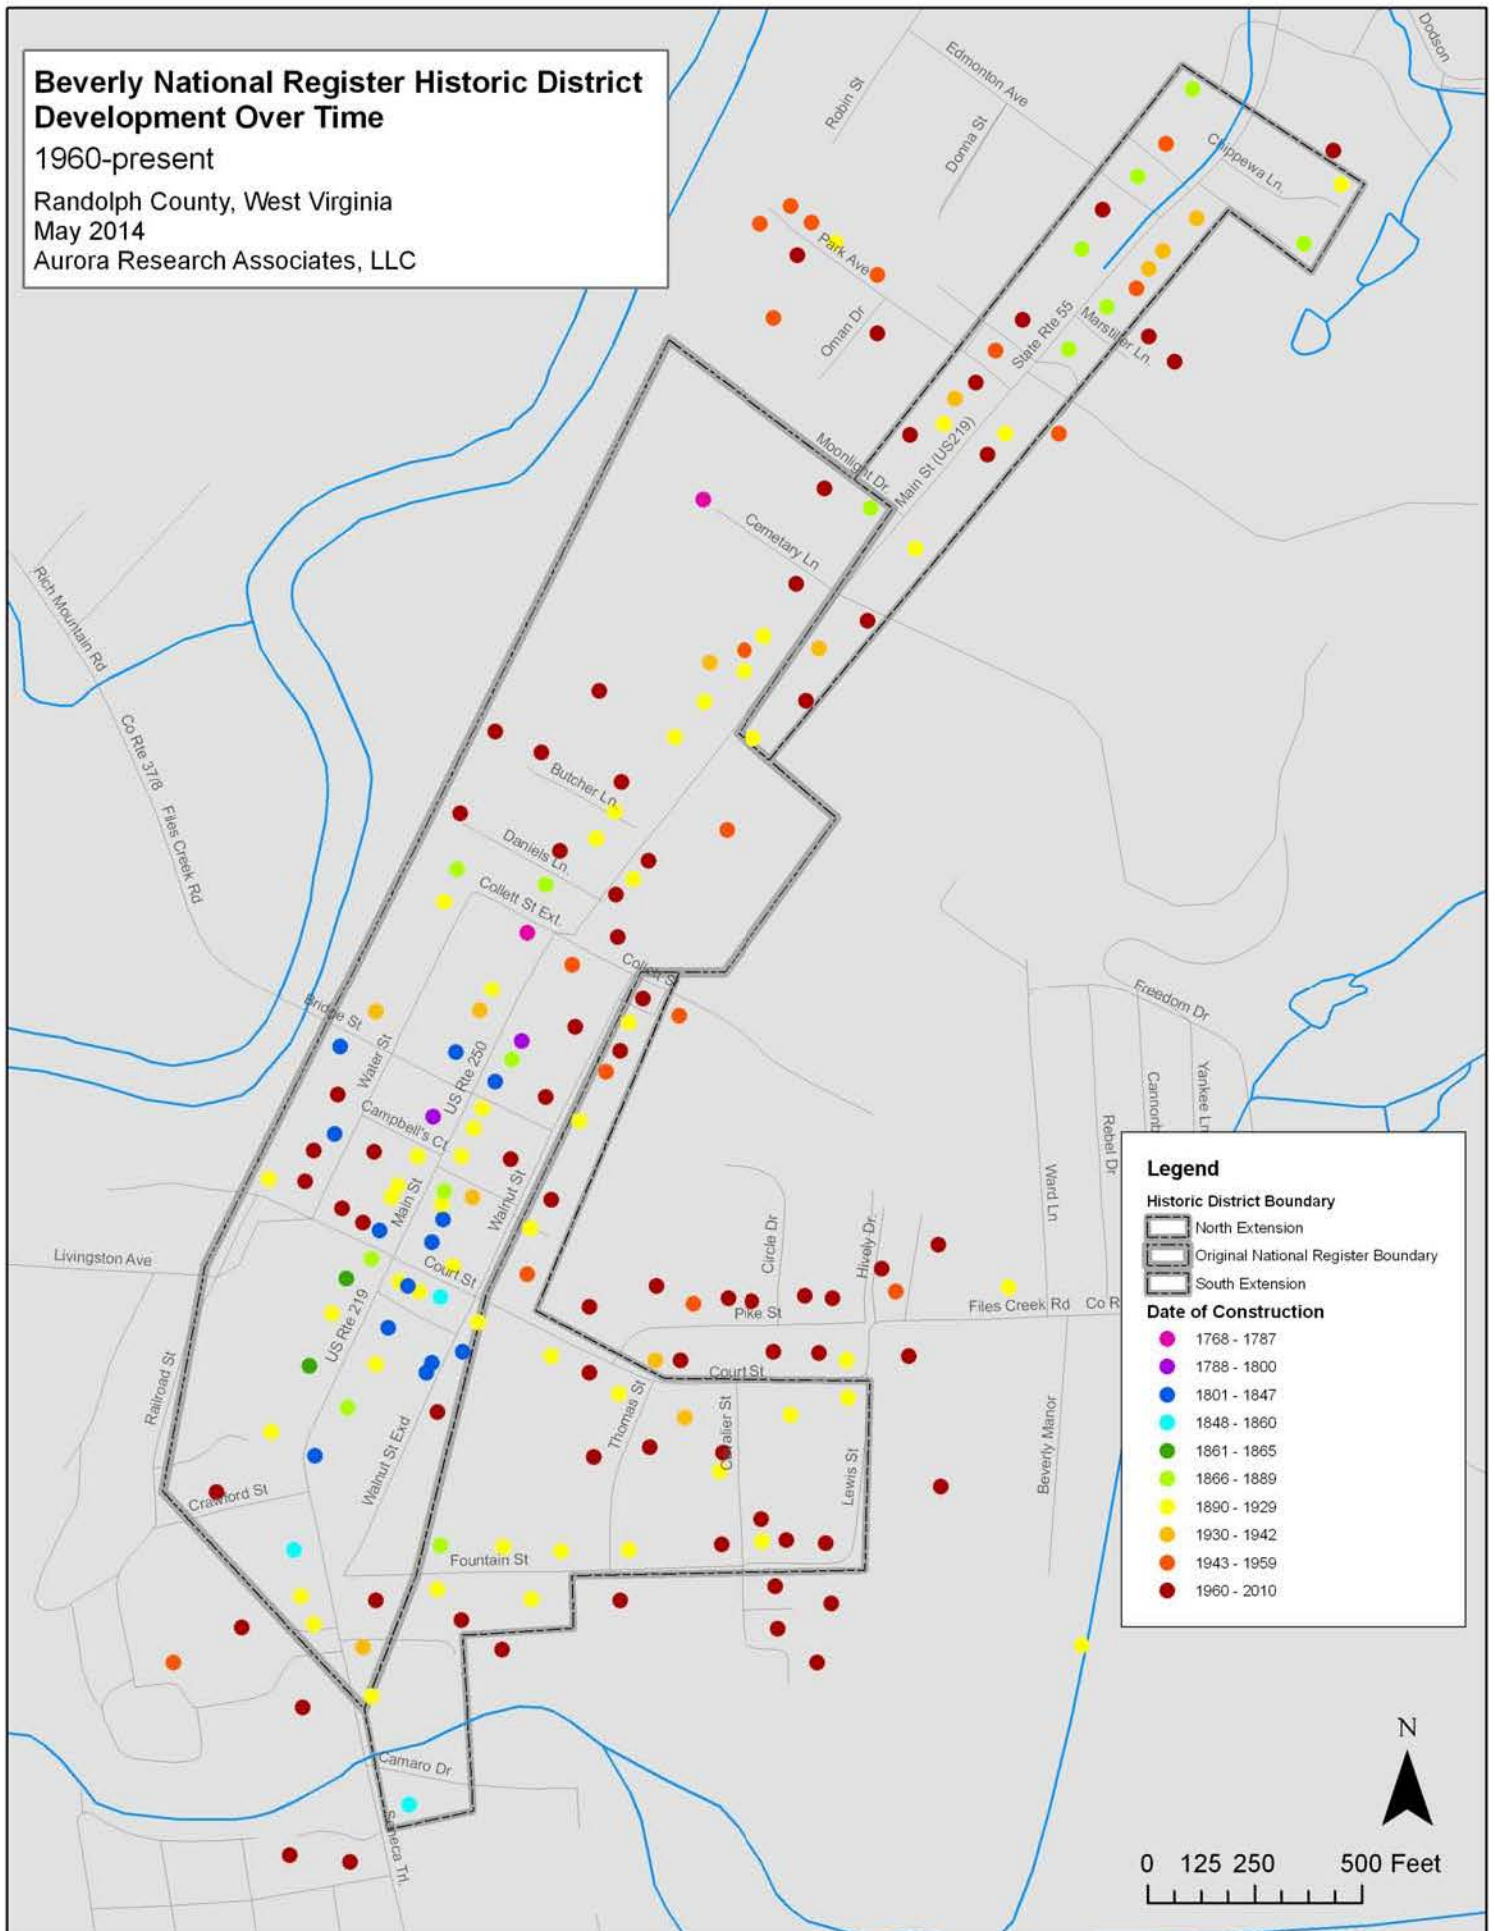 Beverly National Register Historic District
Development Over Time
1960-present
Randolph County, West Virginia
May 2014
Aurora Research Associates, LLC
Dodson
Edmonton Ave
Robin St
Donna St
Chippewa Ln.
Park Ave
Oman Dr
State Rte 55
Marstiller Ln.
Main St (US219)
Moonlight Dr.
Cemetary Ln
Rich Mountain Rd
Co Rte 37/8
Files Creek Rd
Butcher Ln.
Daniels Ln.
Collett St Ext.
Collett St
Bridge St
Water St
US Rte 250
Campbell's Ct.
Main St
Walnut St
Court St
Livingston Ave
US Rte 219
Railroad St
Walnut St Exd
Crawford St
Fountain St
Thomas St
Cavalier St
Court St
Lewis St
Pike St
Circle Dr
Hively Dr.
Files Creek Rd
Co R
Ward Ln
Rebel Dr
Cannonb
Yankee Ln
Freedom Dr
Beverly Manor
Camaro Dr
Seneca Trl.
Legend
Historic District Boundary
North Extension
Original National Register Boundary
South Extension
Date of Construction
1768 - 1787
1788 - 1800
1801 - 1847
1848 - 1860
1861 - 1865
1866 - 1889
1890 - 1929
1930 - 1942
1943 - 1959
1960 - 2010
N
0 125 250 500 Feet